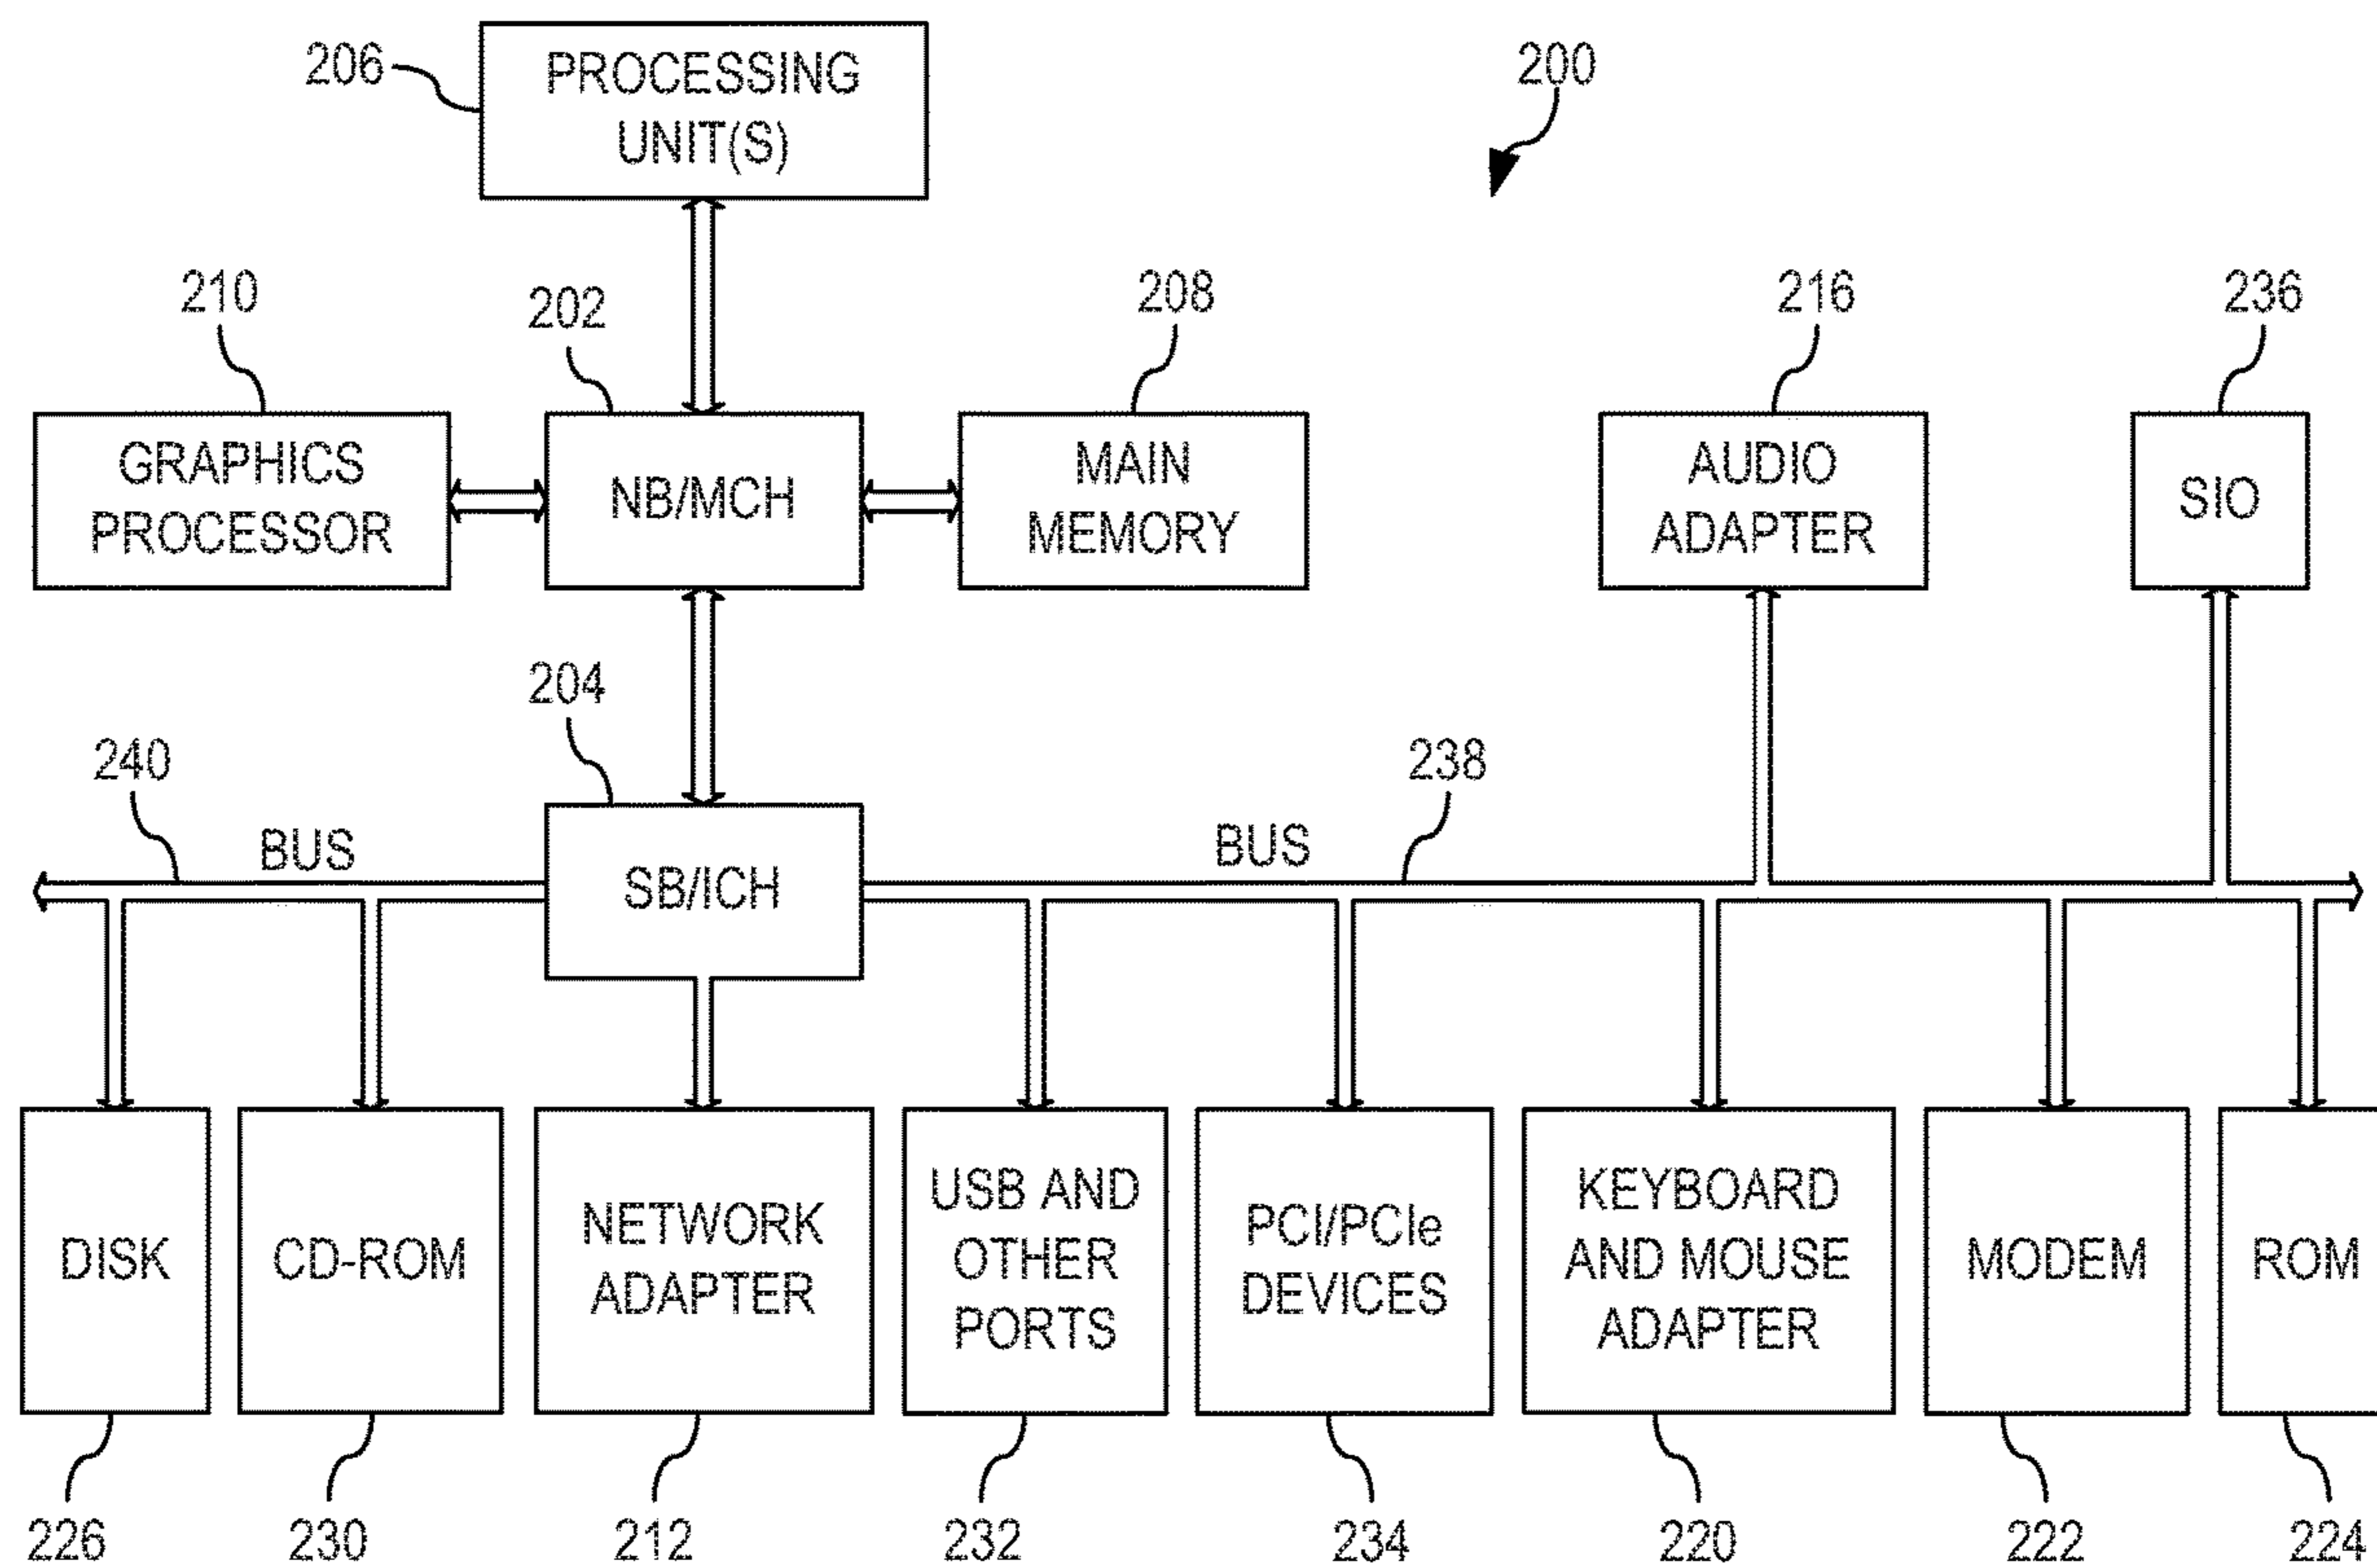 206
PROCESSING
UNIT(S)
200
210
202
208
216
236
GRAPHICS
PROCESSOR
NB/MCH
MAIN
MEMORY
AUDIO
ADAPTER
SIO
204
240
238
BUS
BUS
SB/ICH
DISK
CD-ROM
NETWORK
ADAPTER
USB AND
OTHER
PORTS
PCI/PCIe
DEVICES
KEYBOARD
AND MOUSE
ADAPTER
MODEM
ROM
226
230
212
232
234
220
222
224